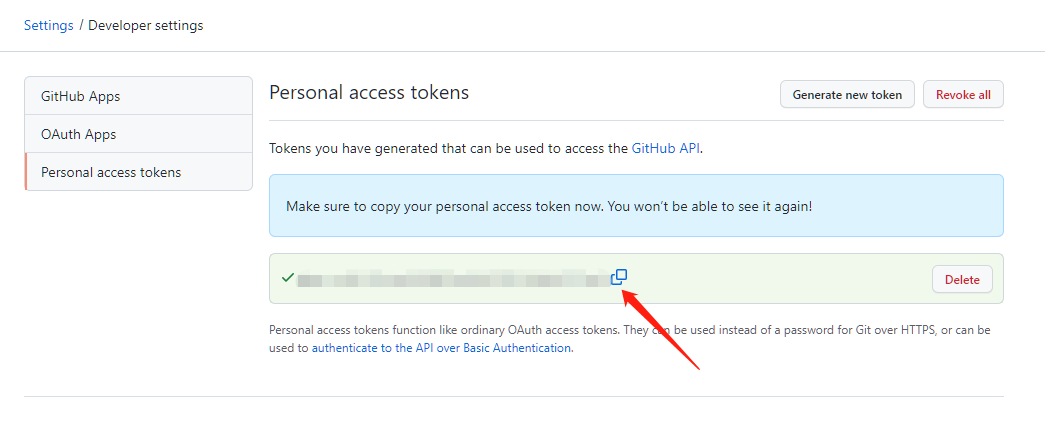 Settings / Developer settings
GitHub Apps
OAuth Apps
Personal access tokens
Personal access tokens
Generate new token
Revoke all
Tokens you have generated that can be used to access the GitHub API.
Make sure to copy your personal access token now. You won’t be able to see it again!
Delete
Personal access tokens function like ordinary OAuth access tokens. They can be used instead of a password for Git over HTTPS, or can be
used to authenticate to the API over Basic Authentication.